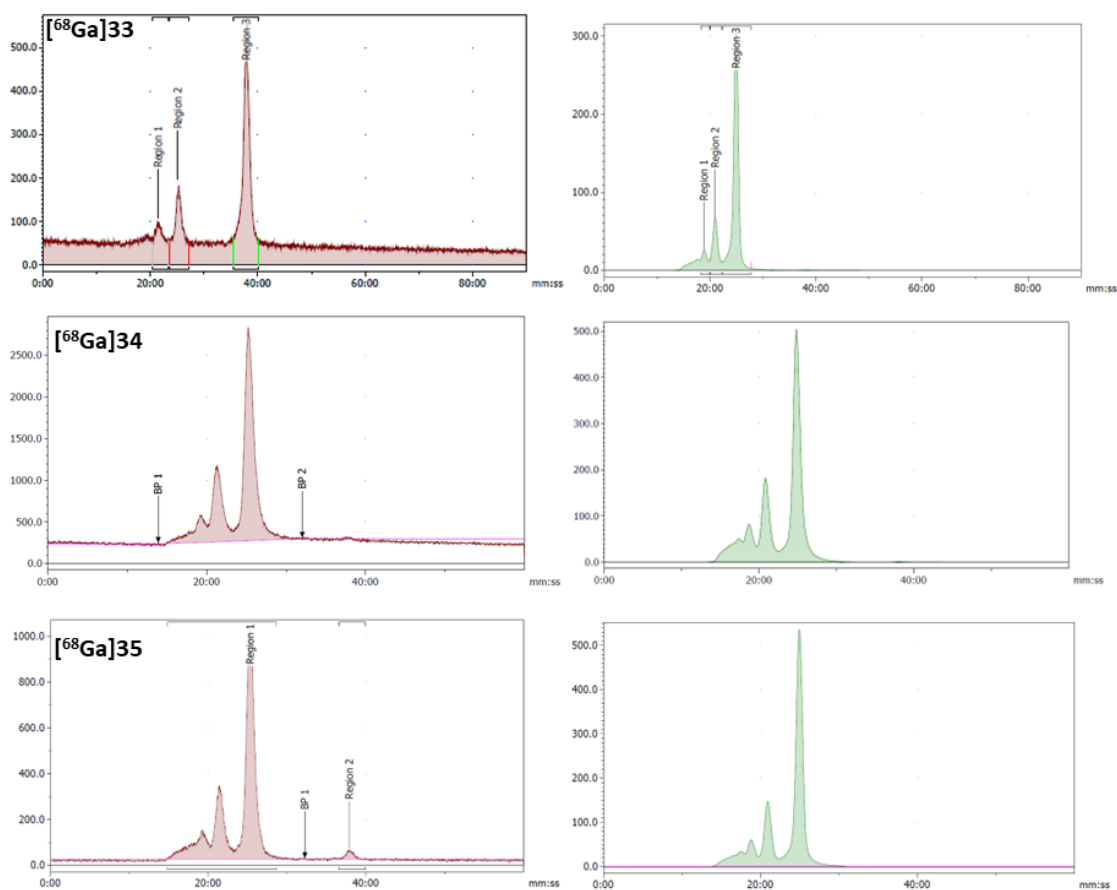 [⁶⁸Ga]33
500.0
400.0
300.0
200.0
100.0
0.0
Region 1
Region 2
Region 3
0:00
20:00
40:00
60:00
80:00
mm:ss
300.0
200.0
100.0
0.0
Region 1
Region 2
Region 3
0:00
20:00
40:00
60:00
80:00
mm:ss
[⁶⁸Ga]34
2500.0
2000.0
1500.0
1000.0
500.0
0.0
BP 1
BP 2
0:00
20:00
40:00
mm:ss
500.0
400.0
300.0
200.0
100.0
0.0
0:00
20:00
40:00
mm:ss
[⁶⁸Ga]35
1000.0
800.0
600.0
400.0
200.0
0.0
Region 1
BP 1
Region 2
0:00
20:00
40:00
mm:ss
500.0
400.0
300.0
200.0
100.0
0.0
0:00
20:00
40:00
mm:ss